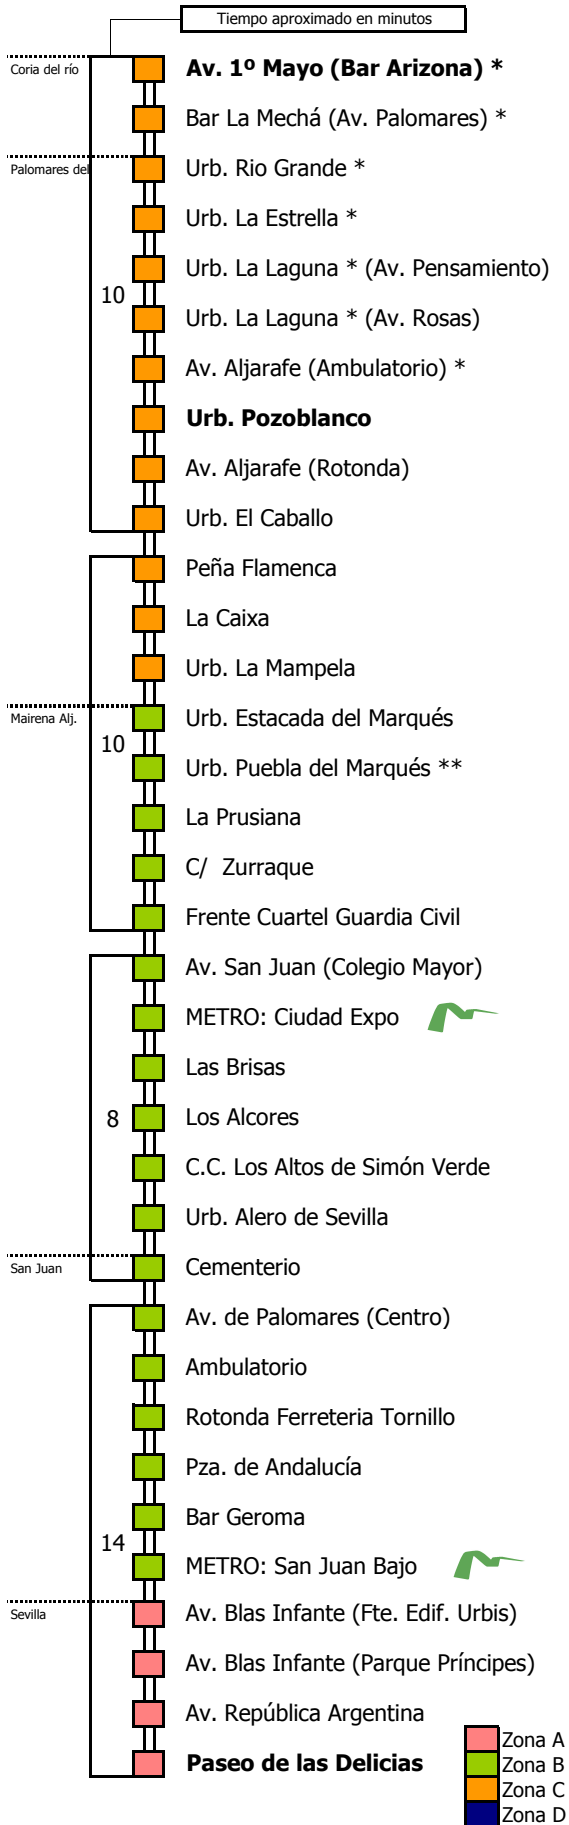 Tiempo aproximado en minutos
Coria del río
Av. 1º Mayo (Bar Arizona) *
Bar La Mechá (Av. Palomares) *
Palomares del
Urb. Rio Grande *
Urb. La Estrella *
Urb. La Laguna * (Av. Pensamiento)
10
Urb. La Laguna * (Av. Rosas)
Av. Aljarafe (Ambulatorio) *
Urb. Pozoblanco
Av. Aljarafe (Rotonda)
Urb. El Caballo
Peña Flamenca
La Caixa
Urb. La Mampela
Mairena Alj.
Urb. Estacada del Marqués
10
Urb. Puebla del Marqués **
La Prusiana
C/ Zurraque
Frente Cuartel Guardia Civil
Av. San Juan (Colegio Mayor)
METRO: Ciudad Expo
Las Brisas
8
Los Alcores
C.C. Los Altos de Simón Verde
Urb. Alero de Sevilla
San Juan
Cementerio
Av. de Palomares (Centro)
Ambulatorio
Rotonda Ferreteria Tornillo
Pza. de Andalucía
Bar Geroma
14
METRO: San Juan Bajo
Sevilla
Av. Blas Infante (Fte. Edif. Urbis)
Av. Blas Infante (Parque Príncipes)
Av. República Argentina
Paseo de las Delicias
Zona A
Zona B
Zona C
Zona D